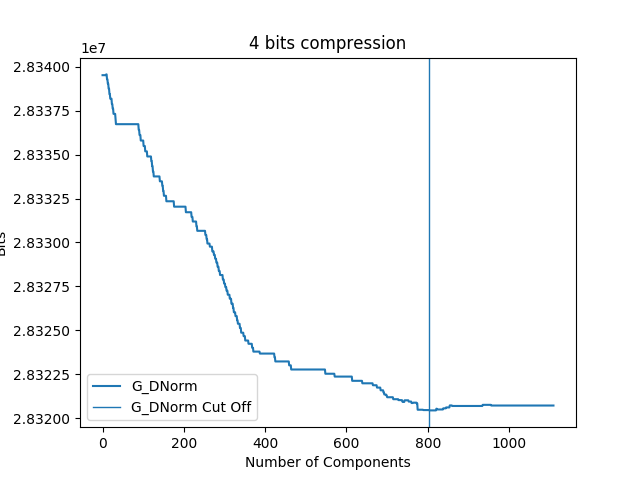 4 bits compression
1e7
2.83400
2.83375
2.83350
2.83325
2.83300
2.83275
2.83250
2.83225
2.83200
Bits
G_DNorm
G_DNorm Cut Off
0 200 400 600 800 1000
Number of Components